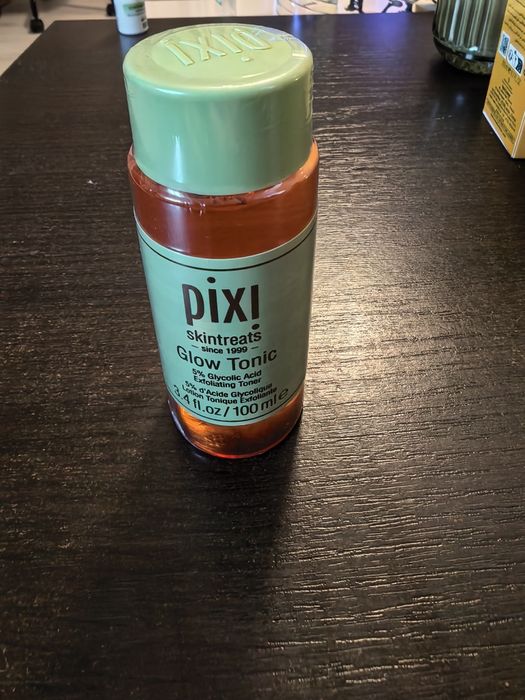 pixi
pixi
skintreats
– since 1999 –
Glow Tonic
5% Glycolic Acid
Exfoliating Toner
5% d'Acide Glycolique
Lotion Tonique Exfoliante
3.4 fl.oz/100 ml e